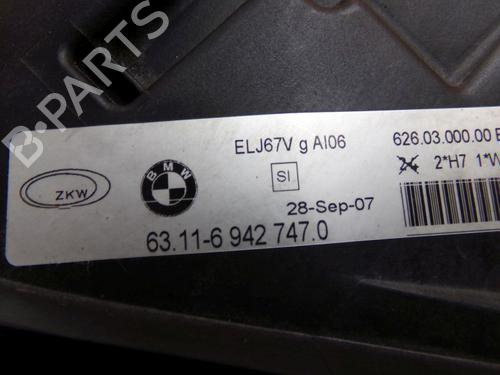 B-PARTS
ZKW
BMW
ELJ67V g AI06
SI
28-Sep-07
63.11-6 942 747.0
626.03.000.00
2*H7 1*W